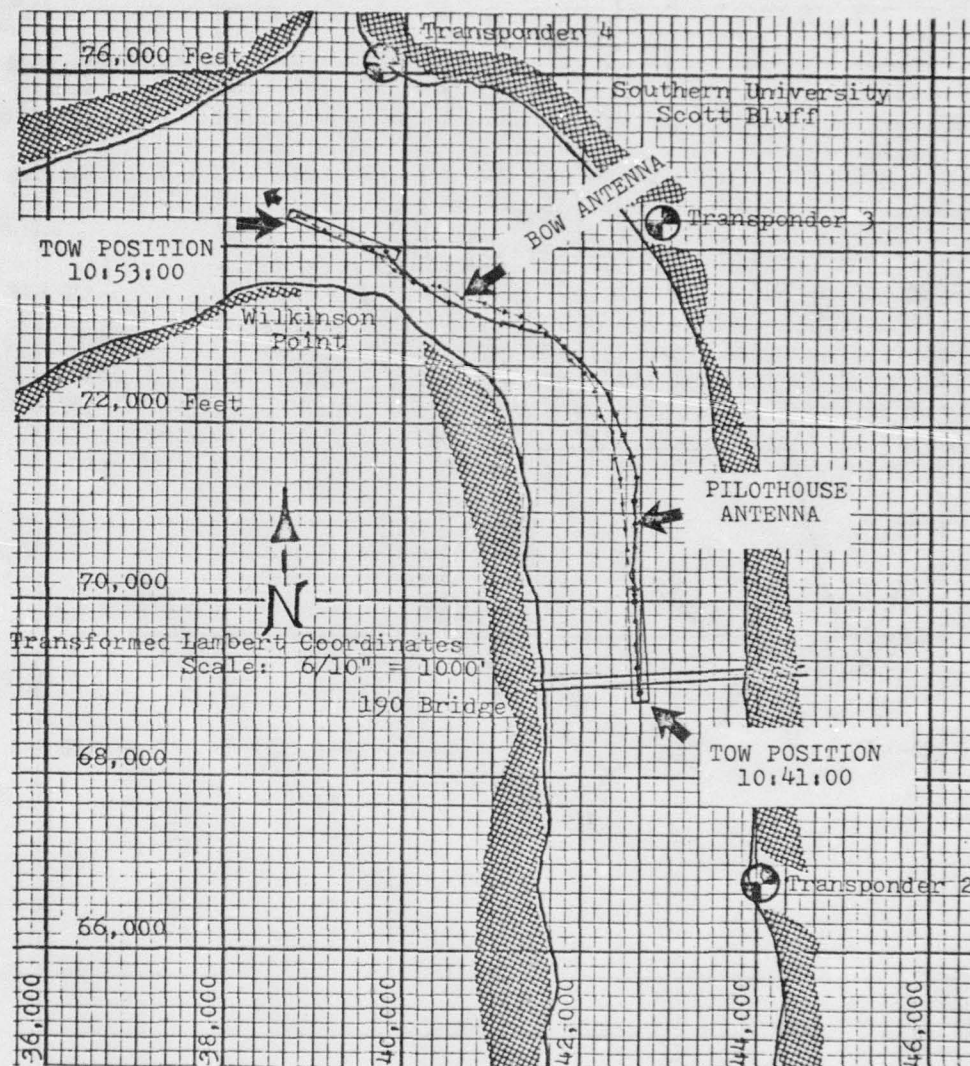 Transponder 4
76,000 Feet
Southern University
Scott Bluff
BOW ANTENNA
Transponder 3
TOW POSITION
10:53:00
Wilkinson
Point
72,000 Feet
PILOTHOUSE
ANTENNA
70,000
N
Transformed Lambert Coordinates
Scale: 6/10" = 1000'
190 Bridge
TOW POSITION
10:41:00
68,000
Transponder 2
66,000
36,000
38,000
40,000
42,000
44,000
46,000